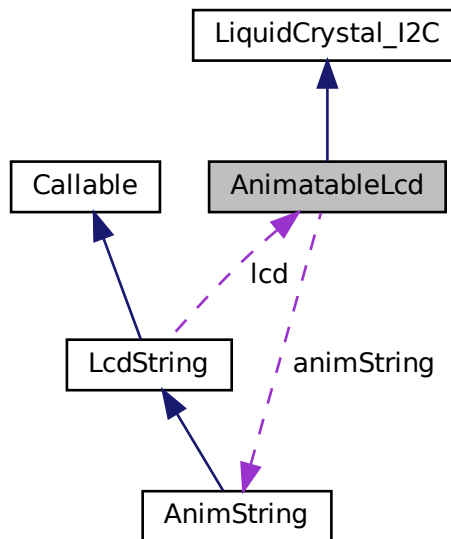 LiquidCrystal_I2C
Callable
AnimatableLcd
lcd
LcdString
animString
AnimString